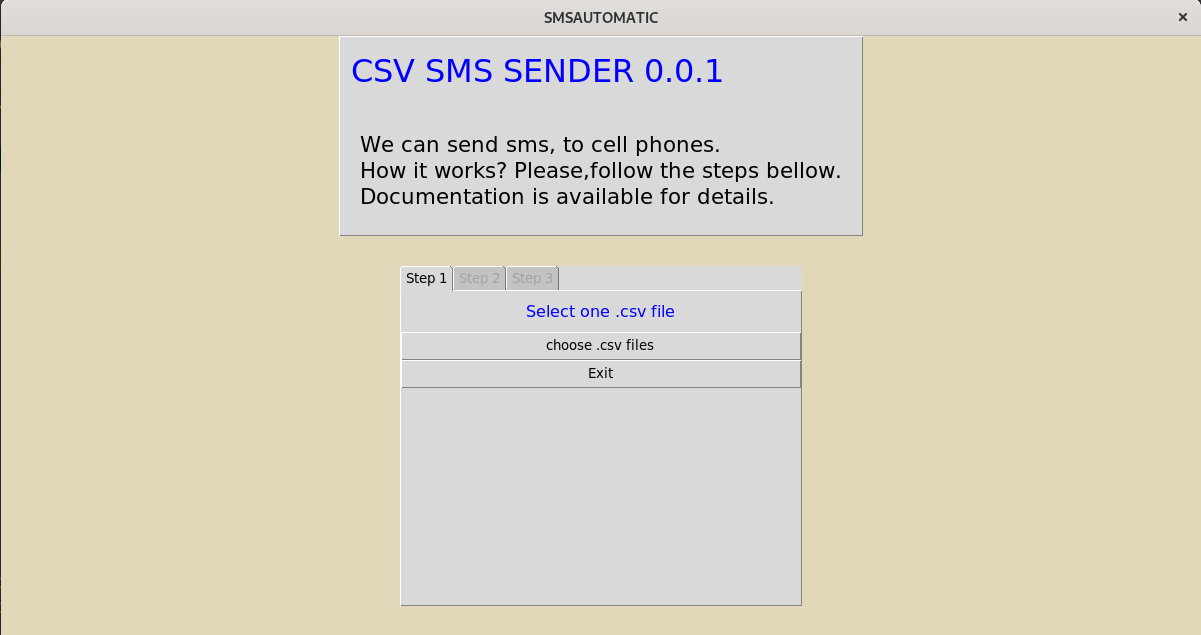 SMSAUTOMATIC
CSV SMS SENDER 0.0.1
We can send sms, to cell phones.
How it works? Please,follow the steps bellow.
Documentation is available for details.
Step 1 Step 2 Step 3
Select one .csv file
choose .csv files
Exit